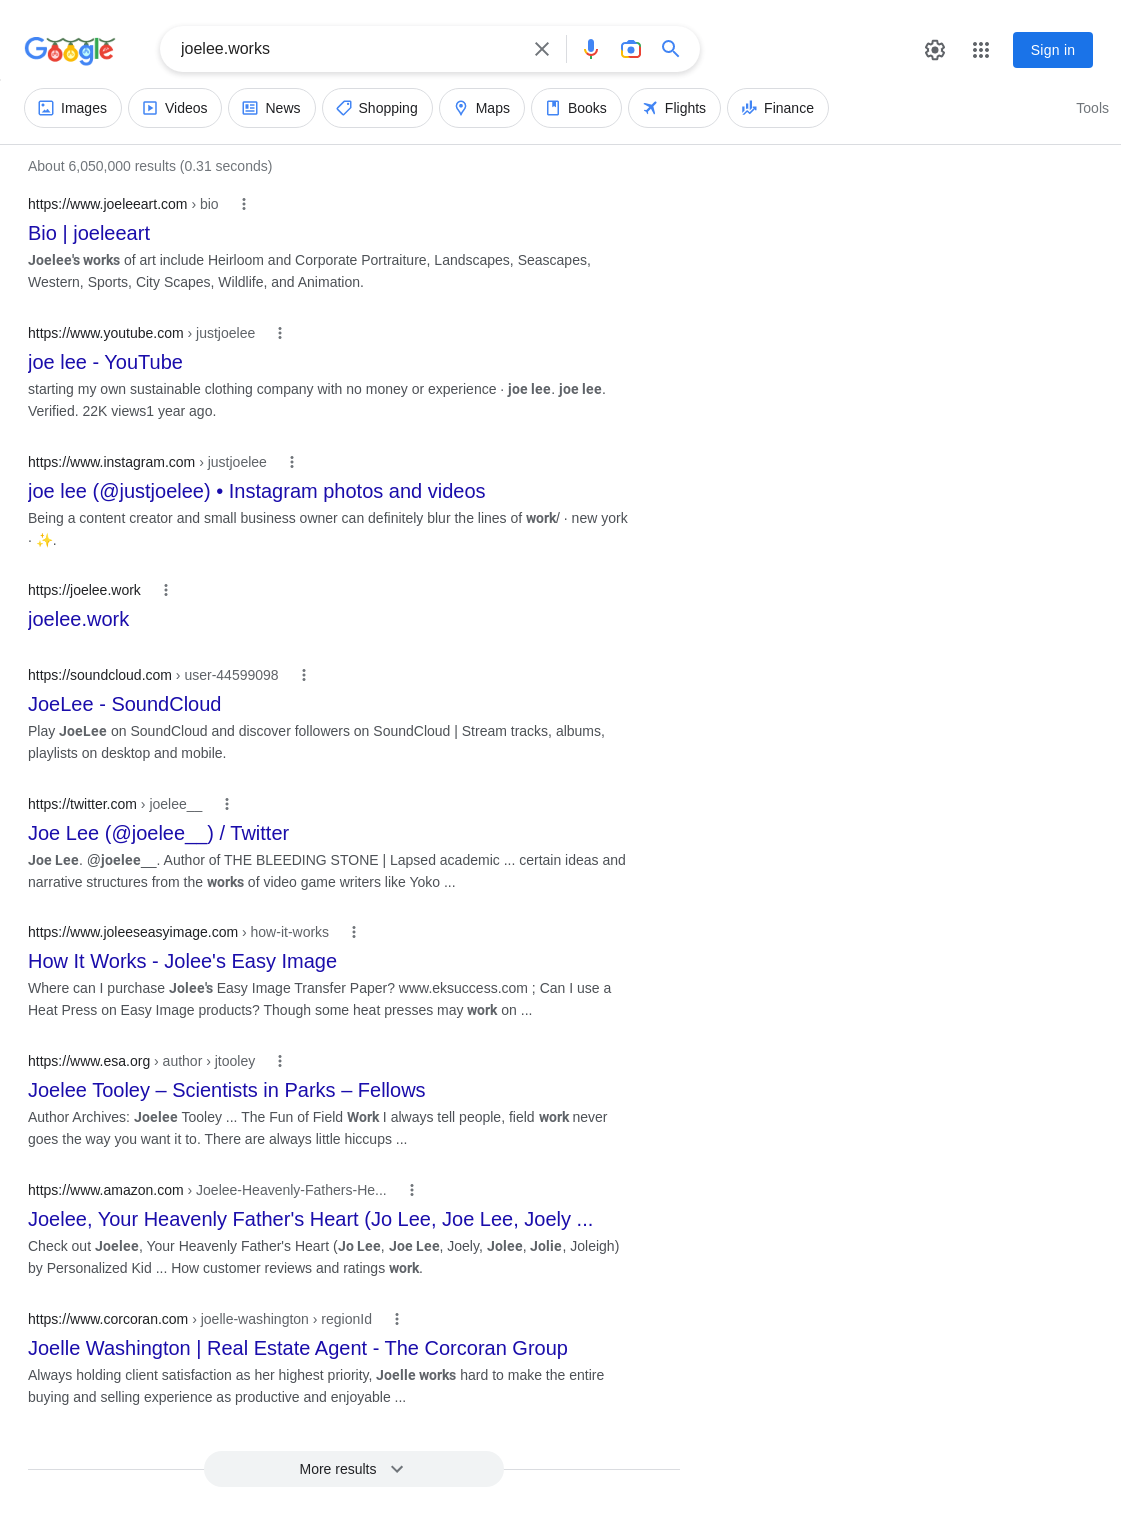 Google
joelee.works
Sign in
Images Videos News Shopping Maps Books Flights Finance Tools
About 6,050,000 results (0.31 seconds)
https://www.joeleeart.com › bio
Bio | joeleeart
Joelee's works of art include Heirloom and Corporate Portraiture, Landscapes, Seascapes,
Western, Sports, City Scapes, Wildlife, and Animation.
https://www.youtube.com › justjoelee
joe lee - YouTube
starting my own sustainable clothing company with no money or experience · joe lee. joe lee.
Verified. 22K views1 year ago.
https://www.instagram.com › justjoelee
joe lee (@justjoelee) • Instagram photos and videos
Being a content creator and small business owner can definitely blur the lines of work/ · new york
· ✨.
https://joelee.work
joelee.work
https://soundcloud.com › user-44599098
JoeLee - SoundCloud
Play JoeLee on SoundCloud and discover followers on SoundCloud | Stream tracks, albums,
playlists on desktop and mobile.
https://twitter.com › joelee__
Joe Lee (@joelee__) / Twitter
Joe Lee. @joelee__. Author of THE BLEEDING STONE | Lapsed academic ... certain ideas and
narrative structures from the works of video game writers like Yoko ...
https://www.joleeseasyimage.com › how-it-works
How It Works - Jolee's Easy Image
Where can I purchase Jolee's Easy Image Transfer Paper? www.eksuccess.com ; Can I use a
Heat Press on Easy Image products? Though some heat presses may work on ...
https://www.esa.org › author › jtooley
Joelee Tooley – Scientists in Parks – Fellows
Author Archives: Joelee Tooley ... The Fun of Field Work I always tell people, field work never
goes the way you want it to. There are always little hiccups ...
https://www.amazon.com › Joelee-Heavenly-Fathers-He...
Joelee, Your Heavenly Father's Heart (Jo Lee, Joe Lee, Joely ...
Check out Joelee, Your Heavenly Father's Heart (Jo Lee, Joe Lee, Joely, Jolee, Jolie, Joleigh)
by Personalized Kid ... How customer reviews and ratings work.
https://www.corcoran.com › joelle-washington › regionId
Joelle Washington | Real Estate Agent - The Corcoran Group
Always holding client satisfaction as her highest priority, Joelle works hard to make the entire
buying and selling experience as productive and enjoyable ...
More results